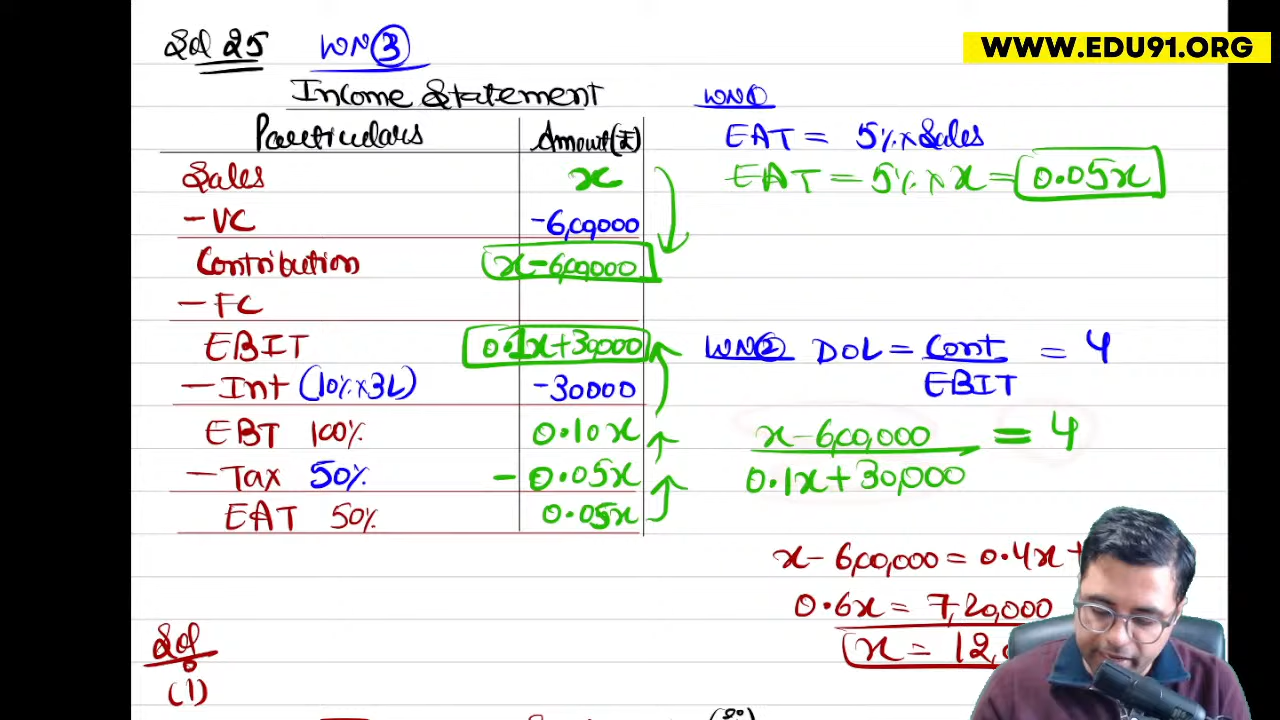 WWW.EDU91.ORG
Sol 25 WN ③
Income Statement
Particulars Amount (₹)
Sales x
- VC -6,00,000
Contribution x-6,00,000
- FC
EBIT 0.1x+30,000
- Int (10%×3L) -30000
EBT 100% 0.10x
- Tax 50% - 0.05x
EAT 50% 0.05x
WN①
EAT = 5%×Sales
EAT = 5%×x = 0.05x
WN② DOL = Cont = 4
EBIT
x-6,00,000 = 4
0.1x+30,000
x-6,00,000 = 0.4x+
0.6x = 7,20,000
x = 12,
Sol
(1)